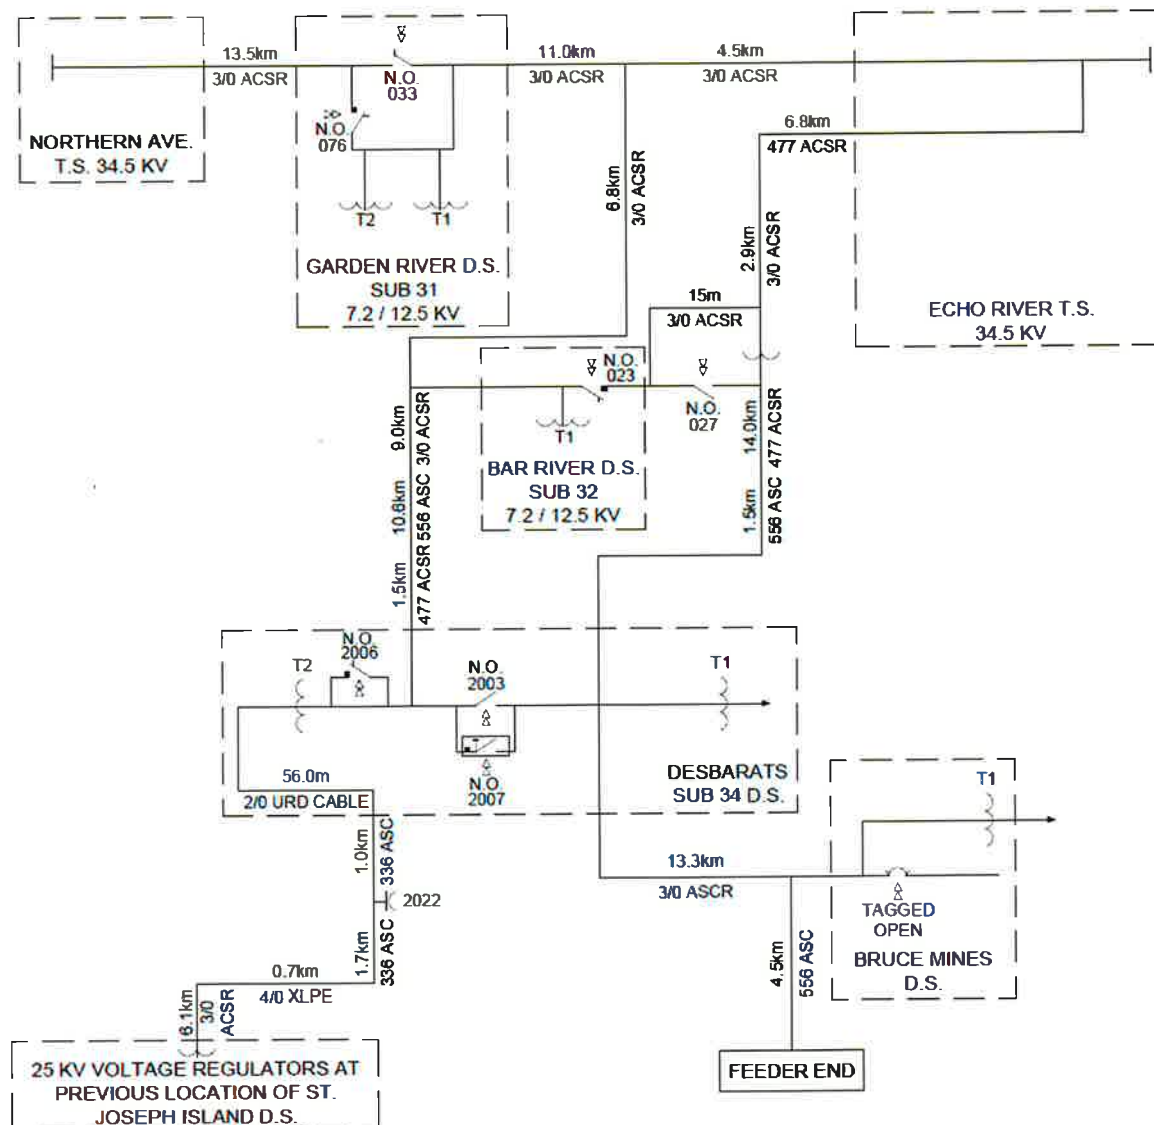 13.5km
3/0 ACSR
N.O.
033
11.0km
3/0 ACSR
4.5km
3/0 ACSR
NORTHERN AVE.
T.S. 34.5 KV
N.O.
076
T2
T1
GARDEN RIVER D.S.
SUB 31
7.2 / 12.5 KV
6.8km
3/0 ACSR
6.8km
477 ACSR
2.9km
3/0 ACSR
ECHO RIVER T.S.
34.5 KV
15m
3/0 ACSR
N.O.
023
N.O.
027
T1
BAR RIVER D.S.
SUB 32
7.2 / 12.5 KV
9.0km
3/0 ACSR
10.6km
556 ASC
1.5km
477 ACSR
14.0km
477 ACSR
1.5km
556 ASC
T2
N.O.
2006
N.O.
2003
N.O.
2007
T1
DESBARATS
SUB 34 D.S.
56.0m
2/0 URD CABLE
1.0km
336 ASC
2022
1.7km
336 ASC
0.7km
4/0 XLPE
6.1km
3/0
ACSR
25 KV VOLTAGE REGULATORS AT
PREVIOUS LOCATION OF ST.
JOSEPH ISLAND D.S.
13.3km
3/0 ASCR
T1
TAGGED
OPEN
BRUCE MINES
D.S.
4.5km
556 ASC
FEEDER END